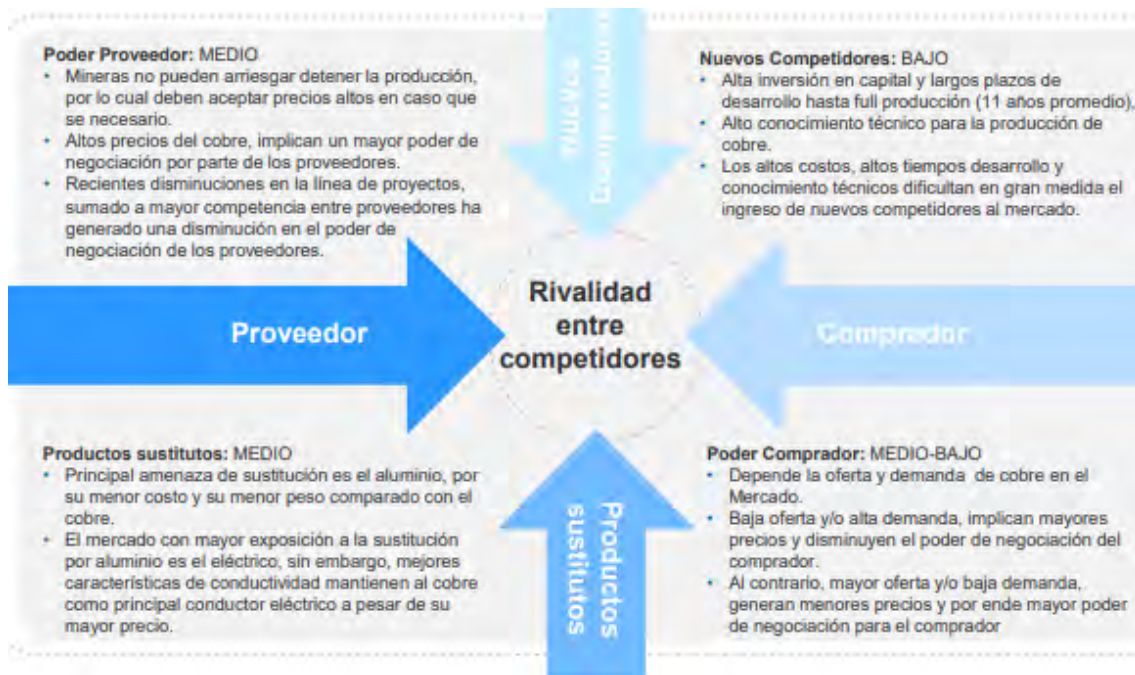 Poder Proveedor: MEDIO
• Mineras no pueden arriesgar detener la producción,
por lo cual deben aceptar precios altos en caso que
se necesario.
• Altos precios del cobre, implican un mayor poder de
negociación por parte de los proveedores.
• Recientes disminuciones en la línea de proyectos,
sumado a mayor competencia entre proveedores ha
generado una disminución en el poder de
negociación de los proveedores.
Nuevos Competidores: BAJO
• Alta inversión en capital y largos plazos de
desarrollo hasta full producción (11 años promedio).
• Alto conocimiento técnico para la producción de
cobre.
• Los altos costos, altos tiempos desarrollo y
conocimiento técnicos dificultan en gran medida el
ingreso de nuevos competidores al mercado.
Proveedor
Rivalidad
entre
competidores
Comprador
Productos sustitutos: MEDIO
• Principal amenaza de sustitución es el aluminio, por
su menor costo y su menor peso comparado con el
cobre.
• El mercado con mayor exposición a la sustitución
por aluminio es el eléctrico, sin embargo, mejores
características de conductividad mantienen al cobre
como principal conductor eléctrico a pesar de su
mayor precio.
Productos
sustitutos
Poder Comprador: MEDIO-BAJO
• Depende la oferta y demanda de cobre en el
Mercado.
• Baja oferta y/o alta demanda, implican mayores
precios y disminuyen el poder de negociación del
comprador.
• Al contrario, mayor oferta y/o baja demanda,
generan menores precios y por ende mayor poder
de negociación para el comprador